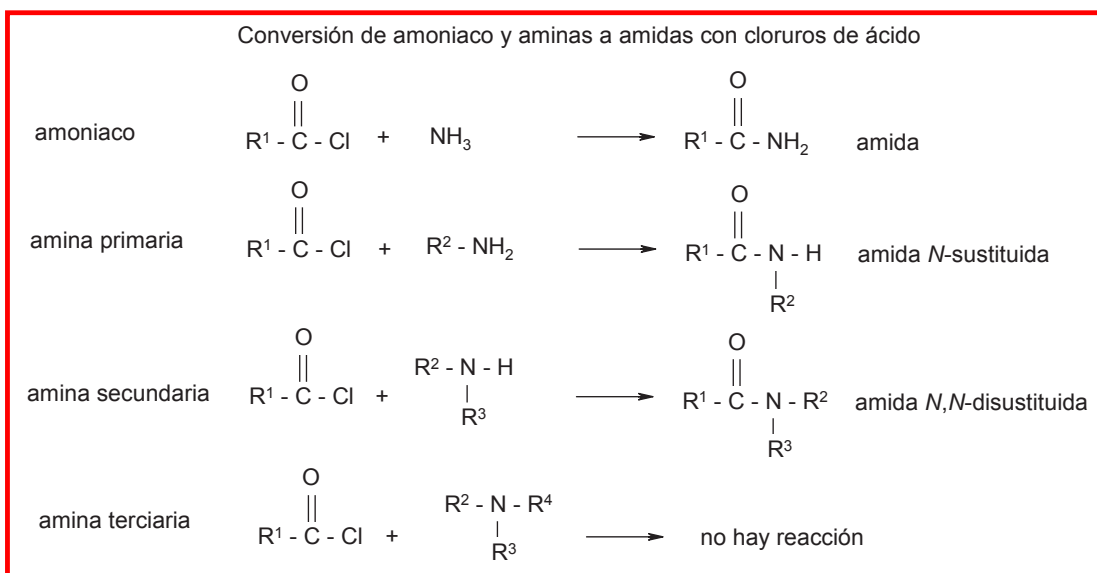 Conversión de amoniaco y aminas a amidas con cloruros de ácido
O O
amoniaco R¹ - C - Cl + NH₃ R¹ - C - NH₂ amida
O O
amina primaria R¹ - C - Cl + R² - NH₂ R¹ - C - N - H amida N-sustituida
R²
O O
R² - N - H
amina secundaria R¹ - C - Cl + R¹ - C - N - R² amida N,N-disustituida
R³ R³
O
R² - N - R⁴
amina terciaria R¹ - C - Cl + no hay reacción
R³